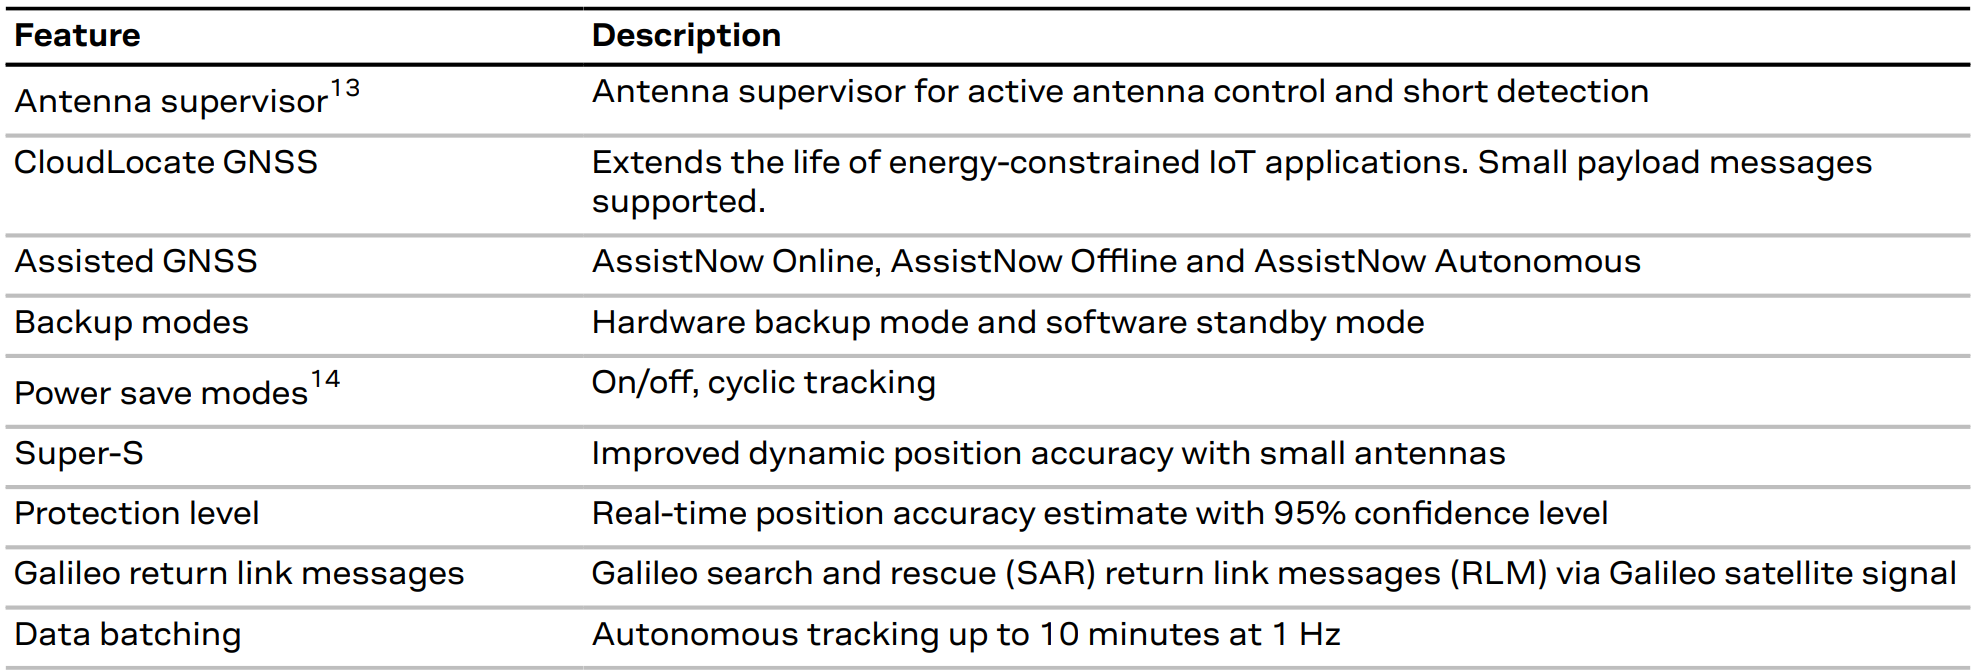 Feature Description
Antenna supervisor13 Antenna supervisor for active antenna control and short detection
CloudLocate GNSS Extends the life of energy-constrained IoT applications. Small payload messages
supported.
Assisted GNSS AssistNow Online, AssistNow Offline and AssistNow Autonomous
Backup modes Hardware backup mode and software standby mode
Power save modes14 On/off, cyclic tracking
Super-S Improved dynamic position accuracy with small antennas
Protection level Real-time position accuracy estimate with 95% confidence level
Galileo return link messages Galileo search and rescue (SAR) return link messages (RLM) via Galileo satellite signal
Data batching Autonomous tracking up to 10 minutes at 1 Hz